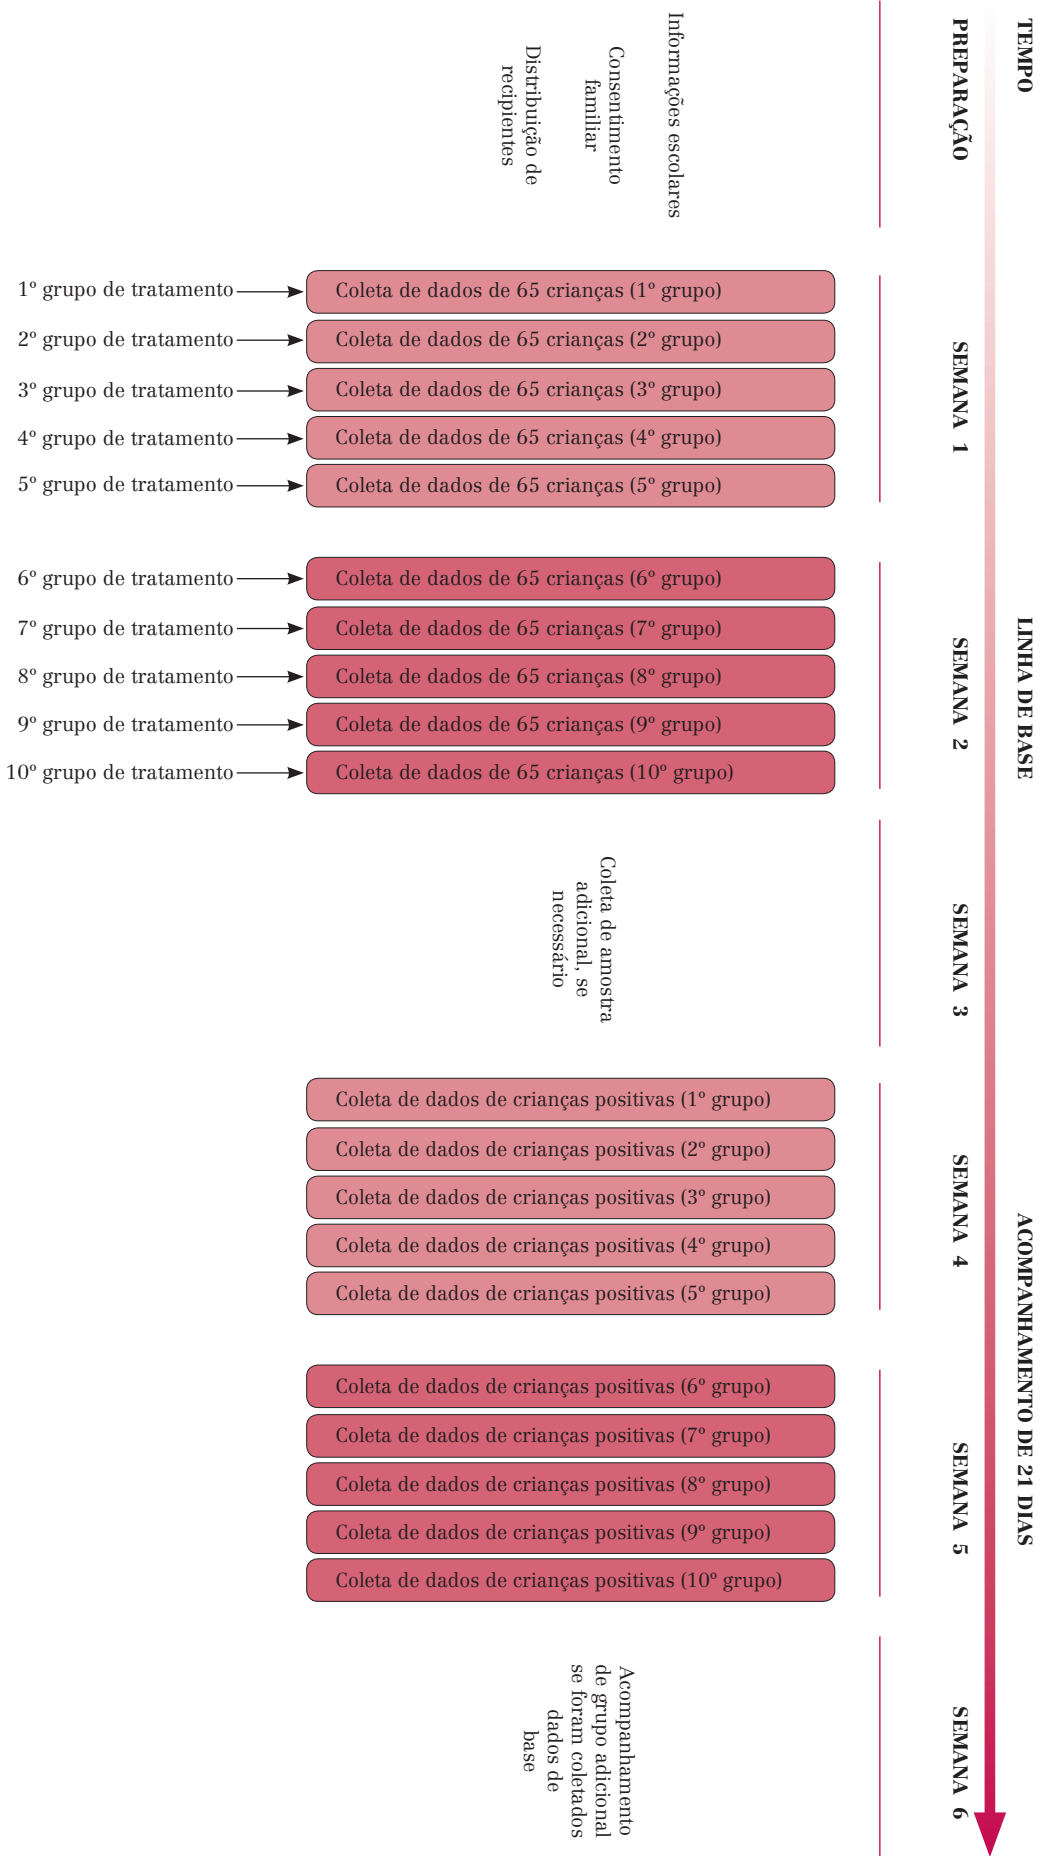 TEMPO
LINHA DE BASE
ACOMPANHAMENTO DE 21 DIAS
PREPARAÇÃO
Informações escolares
Consentimento
familiar
Distribuição de
recipientes
SEMANA 1
1º grupo de tratamento
Coleta de dados de 65 crianças (1º grupo)
2º grupo de tratamento
Coleta de dados de 65 crianças (2º grupo)
3º grupo de tratamento
Coleta de dados de 65 crianças (3º grupo)
4º grupo de tratamento
Coleta de dados de 65 crianças (4º grupo)
5º grupo de tratamento
Coleta de dados de 65 crianças (5º grupo)
SEMANA 2
6º grupo de tratamento
Coleta de dados de 65 crianças (6º grupo)
7º grupo de tratamento
Coleta de dados de 65 crianças (7º grupo)
8º grupo de tratamento
Coleta de dados de 65 crianças (8º grupo)
9º grupo de tratamento
Coleta de dados de 65 crianças (9º grupo)
10º grupo de tratamento
Coleta de dados de 65 crianças (10º grupo)
SEMANA 3
Coleta de amostra
adicional, se
necessário
SEMANA 4
Coleta de dados de crianças positivas (1º grupo)
Coleta de dados de crianças positivas (2º grupo)
Coleta de dados de crianças positivas (3º grupo)
Coleta de dados de crianças positivas (4º grupo)
Coleta de dados de crianças positivas (5º grupo)
SEMANA 5
Coleta de dados de crianças positivas (6º grupo)
Coleta de dados de crianças positivas (7º grupo)
Coleta de dados de crianças positivas (8º grupo)
Coleta de dados de crianças positivas (9º grupo)
Coleta de dados de crianças positivas (10º grupo)
SEMANA 6
Acompanhamento
de grupo adicional
se foram coletados
dados de
base